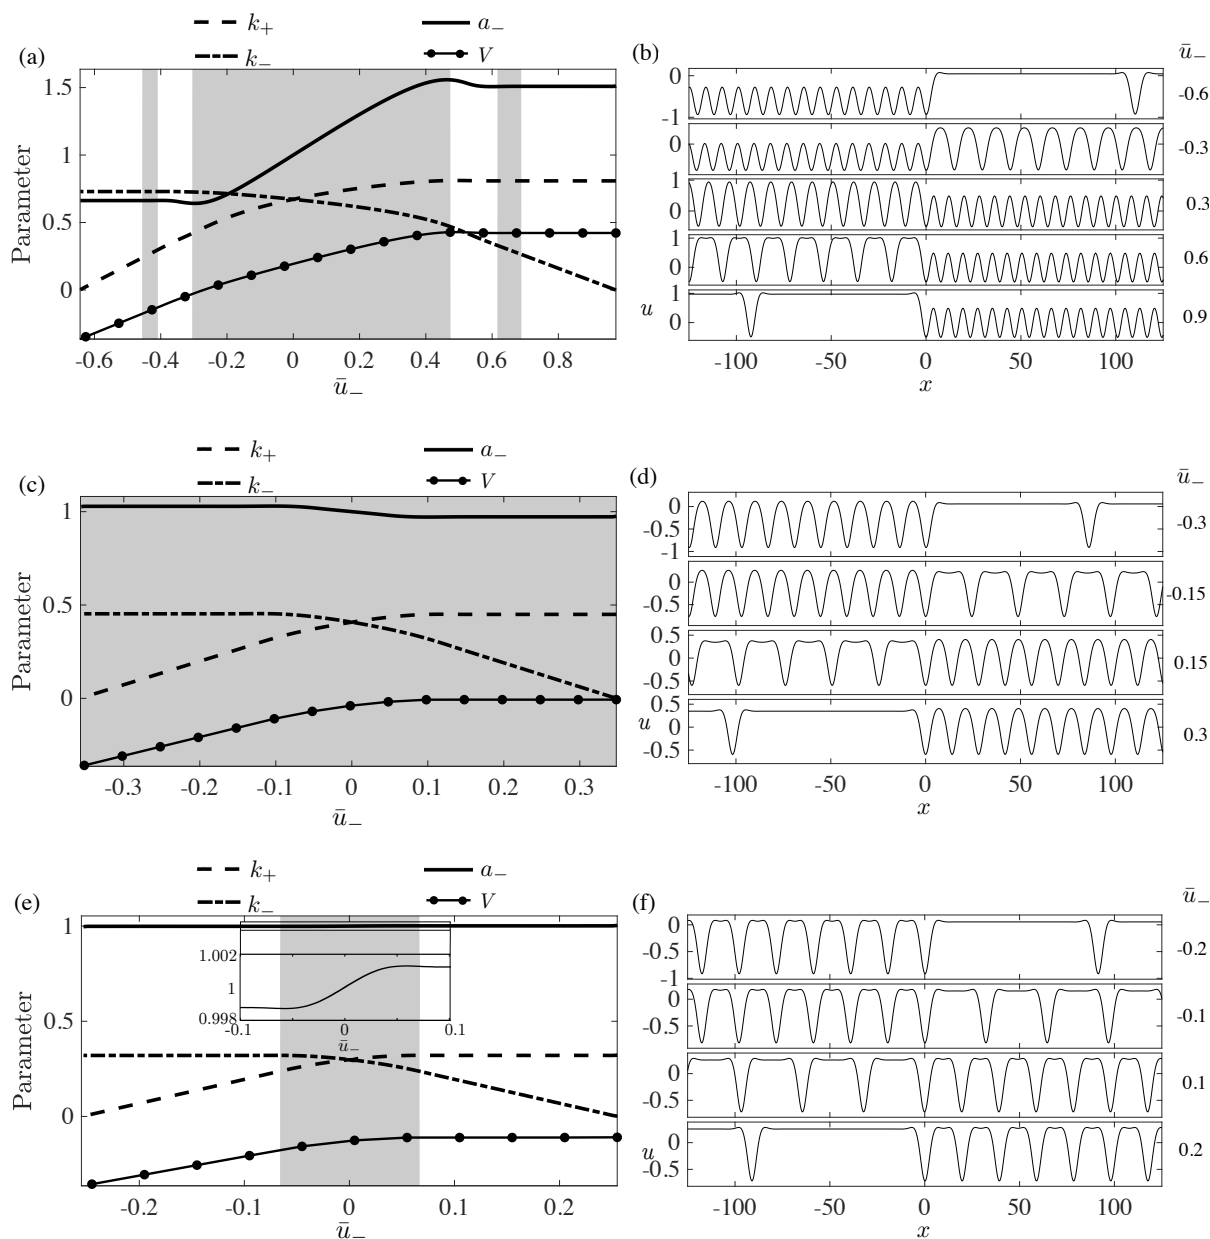 k₊ a₋
k₋ V
(a)
1.5
1
0.5
0
Parameter
-0.6 -0.4 -0.2 0 0.2 0.4 0.6 0.8
ū₋
(b)
ū₋
0
-1
-0.6
0
-0.3
1
0
0.3
1
0
0.6
u
1
0
0.9
-100 -50 0 50 100
x
k₊ a₋
k₋ V
(c)
1
0.5
0
Parameter
-0.3 -0.2 -0.1 0 0.1 0.2 0.3
ū₋
(d)
ū₋
0
-0.5
-1
-0.3
0
-0.5
-0.15
0.5
0
-0.5
0.15
u
0.5
0
-0.5
0.3
-100 -50 0 50 100
x
k₊ a₋
k₋ V
(e)
1
0.5
0
Parameter
1.002
1
0.998
-0.1 0 0.1
ū₋
-0.2 -0.1 0 0.1 0.2
ū₋
(f)
ū₋
0
-0.5
-1
-0.2
0
-0.5
-0.1
0
-0.5
0.1
u
0
-0.5
0.2
-100 -50 0 50 100
x